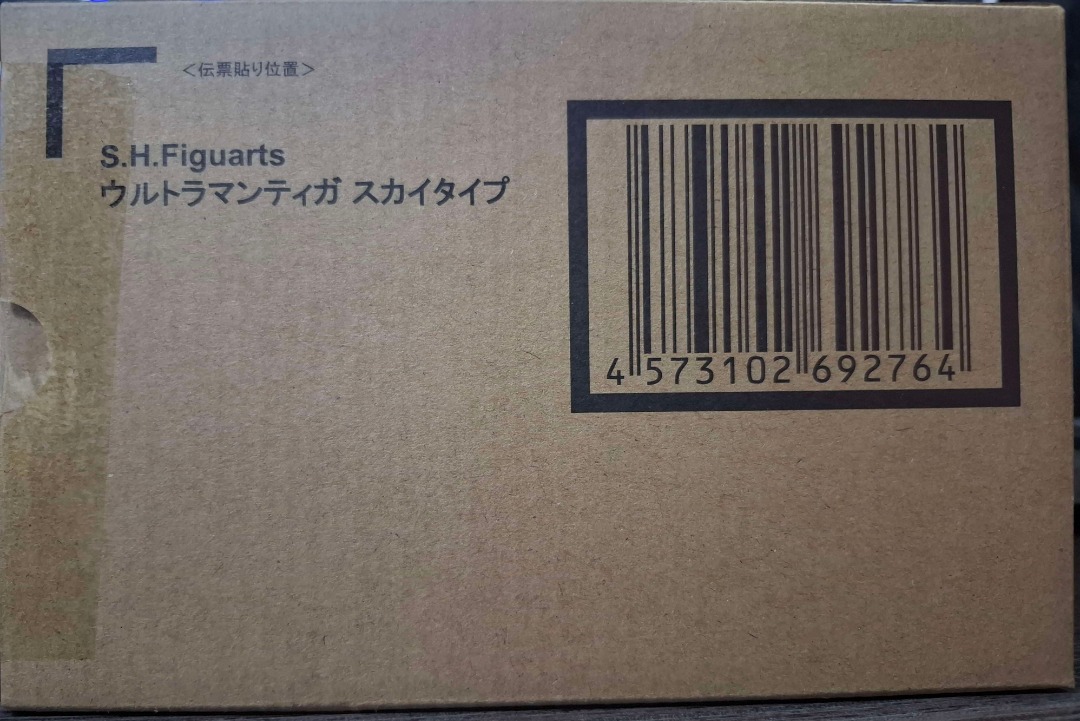 <伝票貼り位置>
S.H.Figuarts
ウルトラマンティガ スカイタイプ
4 573102 692764